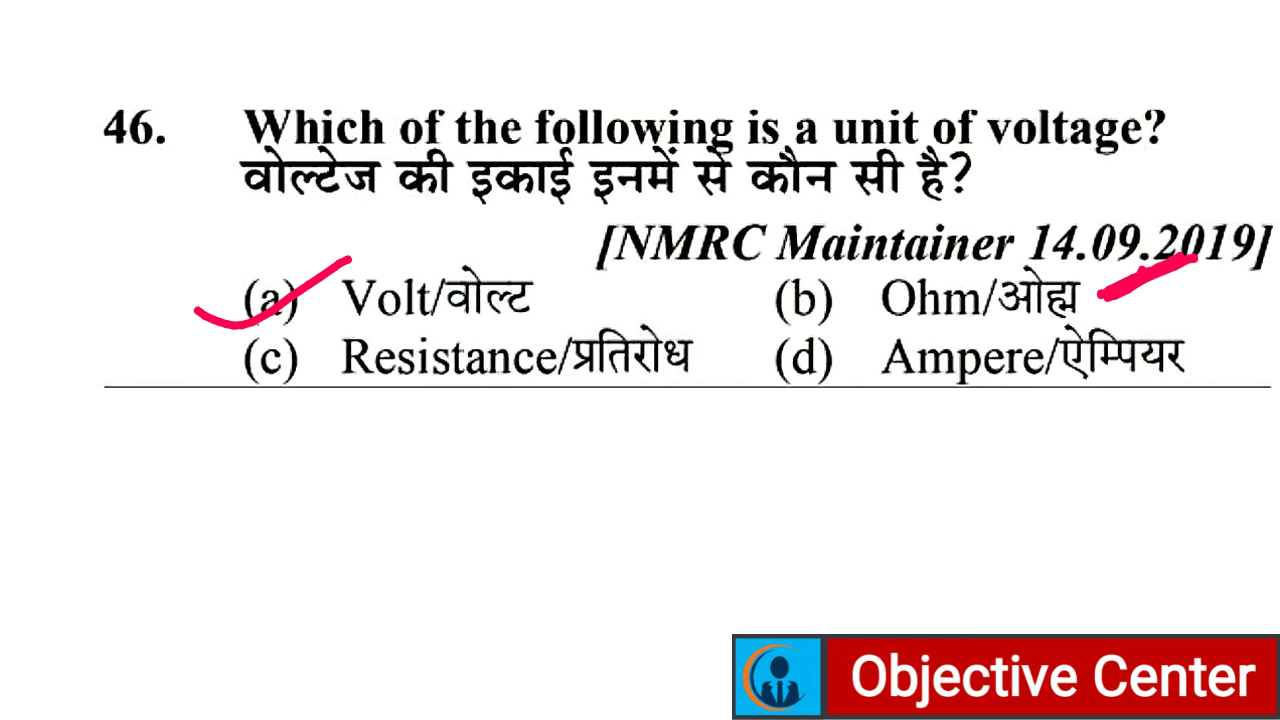 46. Which of the following is a unit of voltage?
वोल्टेज की इकाई इनमें से कौन सी है?
[NMRC Maintainer 14.09.2019]
(a) Volt/वोल्ट (b) Ohm/ओह्म
(c) Resistance/प्रतिरोध (d) Ampere/ऐम्पियर
Objective Center